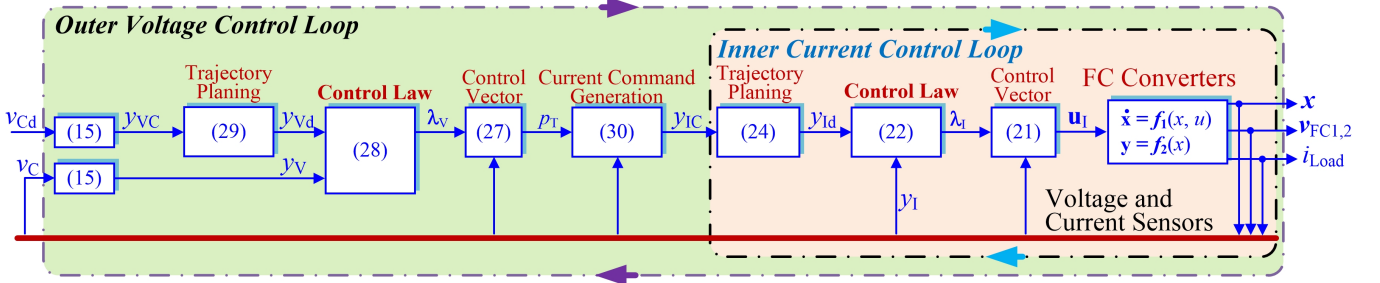 Outer Voltage Control Loop
Inner Current Control Loop
Trajectory
Planing
Control Law
Control
Vector
Current Command
Generation
Trajectory
Planing
Control Law
Control
Vector
FC Converters
vCd
(15)
yVC
(29)
yVd
(28)
λV
(27)
pT
(30)
yIC
(24)
yId
(22)
λI
(21)
uI
ẋ = f1(x, u)
y = f2(x)
x
vFC1,2
iLoad
vC
(15)
yV
yI
Voltage and
Current Sensors